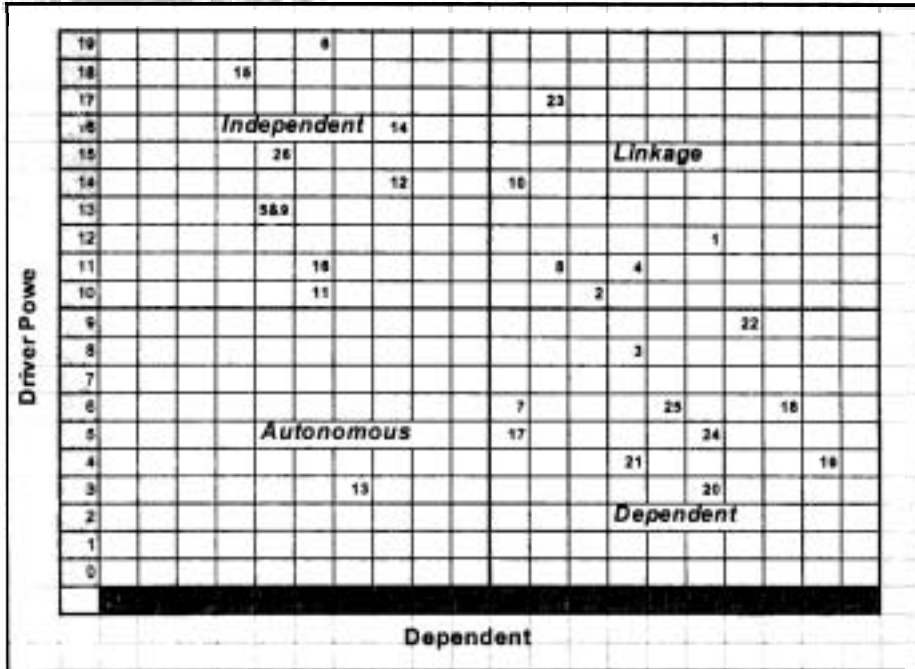 19 6
18 15
17 23
16 Independent 14
15 26 Linkage
14 12 10
13 5&9
12 1
11 16 8 4
10 11 2
9 22
8 3
7
6 7 25 18
5 Autonomous 17 24
4 21 19
3 13 20
2 Dependent
1
0
Driver Powe
Dependent